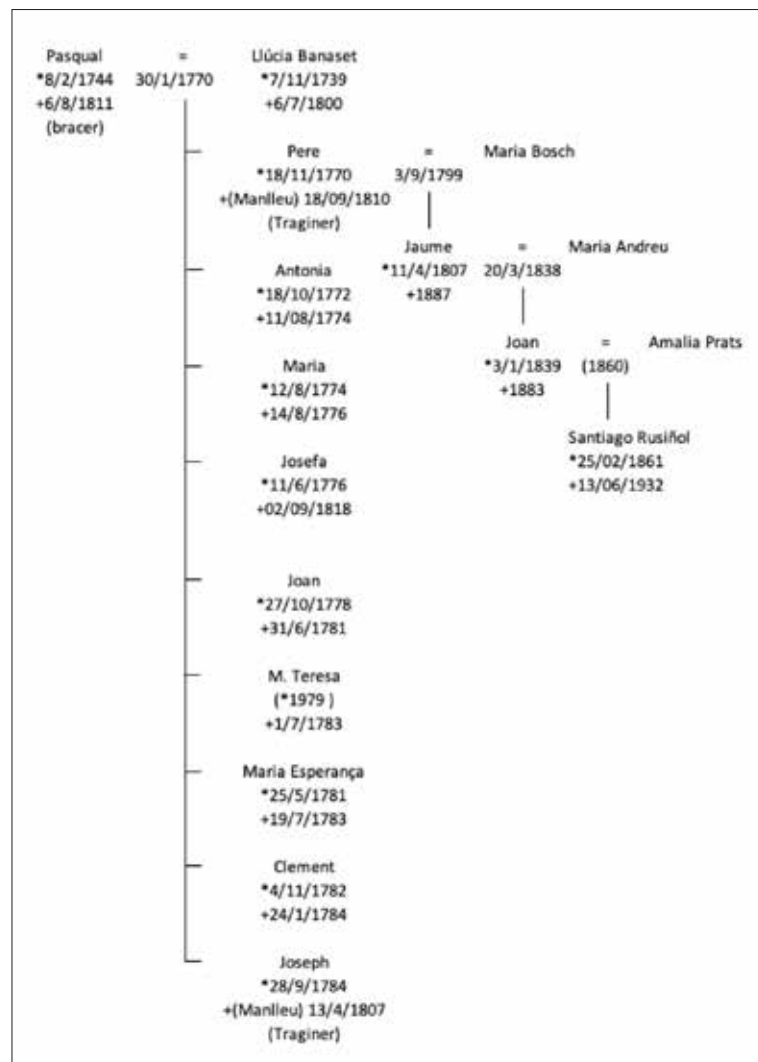 Pasqual = Llúcia Banaset
*8/2/1744 30/1/1770 *7/11/1739
+6/8/1811 +6/7/1800
(bracer)
Pere = Maria Bosch
*18/11/1770 3/9/1799
+(Manlleu) 18/09/1810
(Traginer)
Jaume = Maria Andreu
*11/4/1807 20/3/1838
+1887
Antonia
*18/10/1772
+11/08/1774
Joan = Amalia Prats
*3/1/1839 (1860)
+1883
Maria
*12/8/1774
+14/8/1776
Santiago Rusiñol
*25/02/1861
+13/06/1932
Josefa
*11/6/1776
+02/09/1818
Joan
*27/10/1778
+31/6/1781
M. Teresa
(*1979 )
+1/7/1783
Maria Esperança
*25/5/1781
+19/7/1783
Clement
*4/11/1782
+24/1/1784
Joseph
*28/9/1784
+(Manlleu) 13/4/1807
(Traginer)